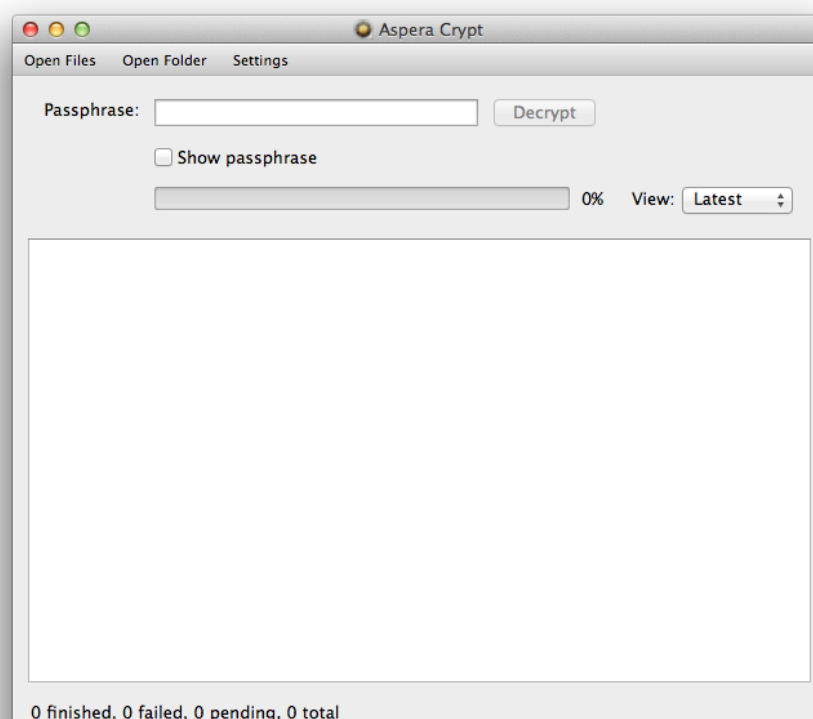 Aspera Crypt
Open Files Open Folder Settings
Passphrase: Decrypt
Show passphrase
0% View: Latest
0 finished, 0 failed, 0 pending, 0 total